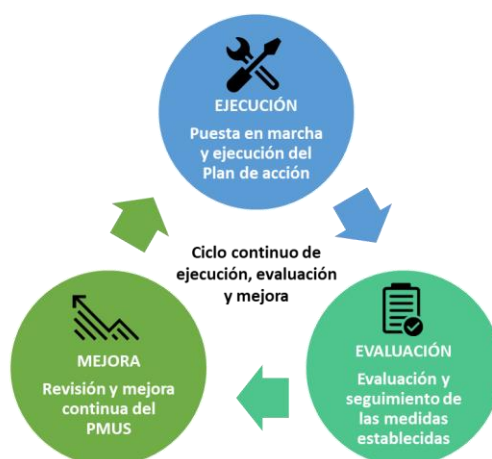 EJECUCIÓN
Puesta en marcha
y ejecución del
Plan de acción
Ciclo continuo de
ejecución, evaluación
y mejora
EVALUACIÓN
Evaluación y
seguimiento de
las medidas
establecidas
MEJORA
Revisión y mejora
continua del
PMUS